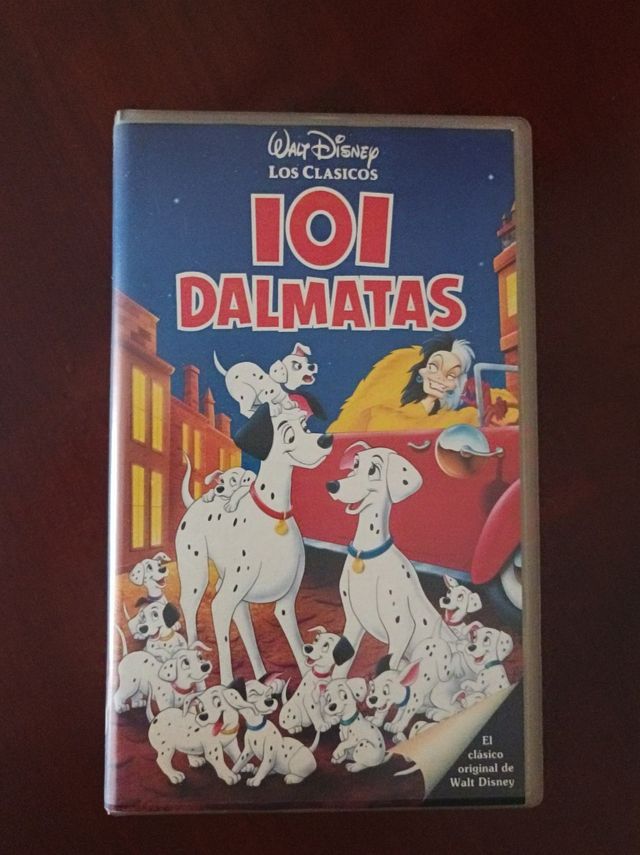 WALT DISNEY
LOS CLASICOS
101
DALMATAS
El
clásico
original de
Walt Disney